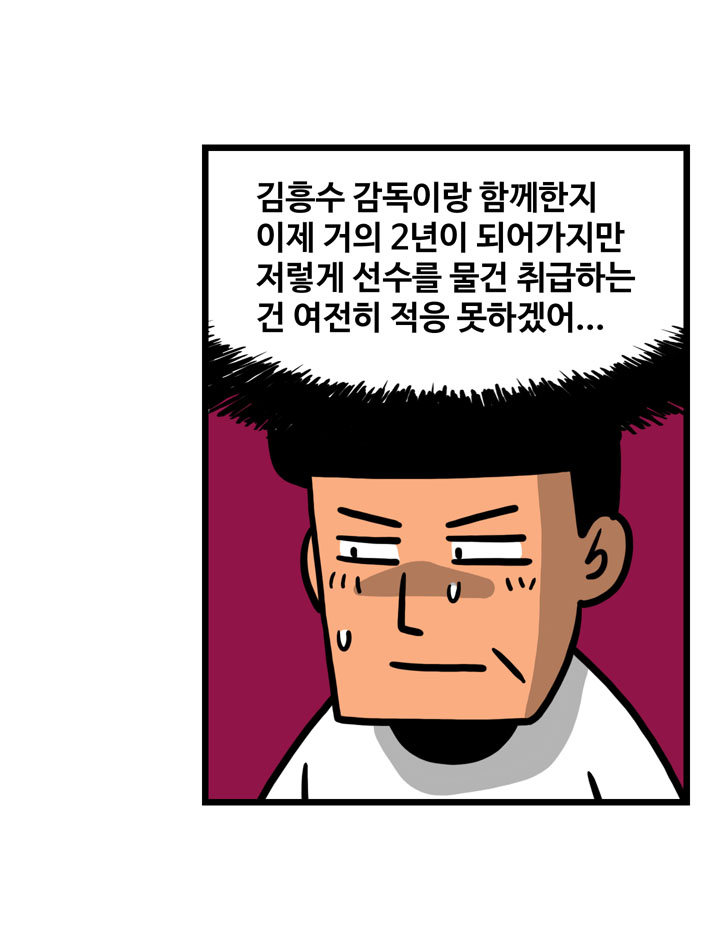 김흥수 감독이랑 함께한지
이제 거의 2년이 되어가지만
저렇게 선수를 물건 취급하는
건 여전히 적응 못하겠어...